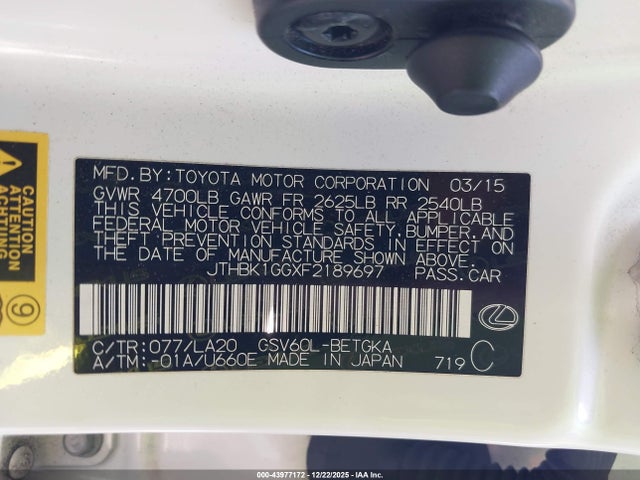 MFD. BY: TOYOTA MOTOR CORPORATION 03/15
GVWR 4700LB GAWR FR 2625LB RR 2540LB
THIS VEHICLE CONFORMS TO ALL APPLICABLE
FEDERAL MOTOR VEHICLE SAFETY, BUMPER, AND
THEFT PREVENTION STANDARDS IN EFFECT ON
THE DATE OF MANUFACTURE SHOWN ABOVE.
JTHBK1GGXF2189697 PASS. CAR
C/TR: 077/LA20 GSV60L-BETGKA
A/TM: -01A/U660E MADE IN JAPAN 719 C
CAUTION
ATTENTION
9
000-43977172 - 12/22/2025 - IAA Inc.